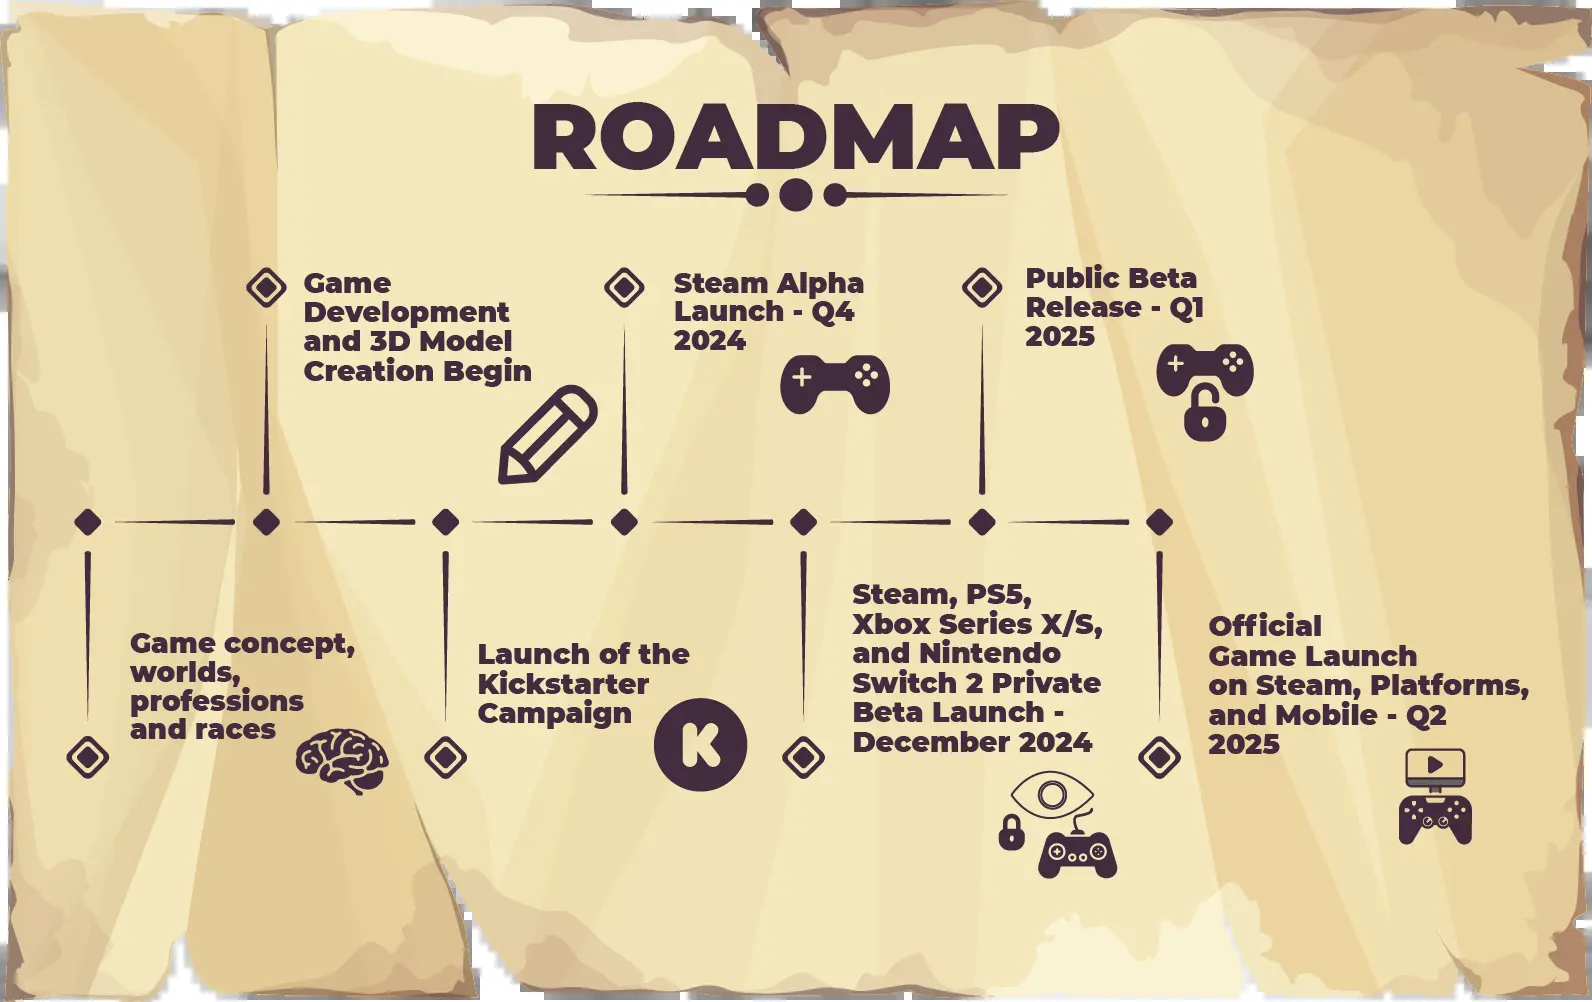 ROADMAP
Game
Development
and 3D Model
Creation Begin
Steam Alpha
Launch - Q4
2024
Public Beta
Release - Q1
2025
Game concept,
worlds,
professions
and races
Launch of the
Kickstarter
Campaign
K
Steam, PS5,
Xbox Series X/S,
and Nintendo
Switch 2 Private
Beta Launch -
December 2024
Official
Game Launch
on Steam, Platforms,
and Mobile - Q2
2025